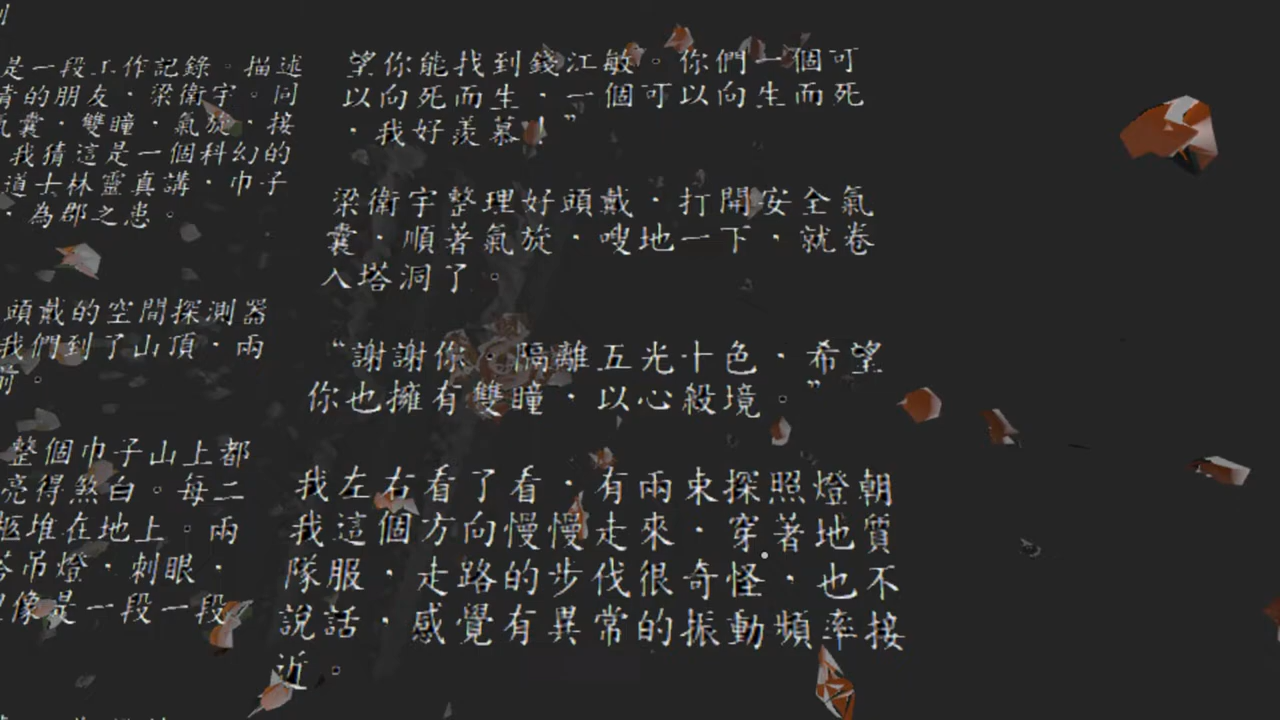 是一段工作記錄。描述
情的朋友、梁衛宇。同
氣囊、雙瞳、氣旋、接
我猜這是一個科幻的
道士林靈真講，巾子
，為郡之患。
頭戴的空間探測器
我們到了山頂，兩
前。
整個巾子山上都
亮得煞白。每二
堆在地上。兩
塔吊燈，刺眼，
像是一段一段
望你能找到錢江敏。你們一個可
以向死而生，一個可以向生而死
，我好羨慕！”
梁衛宇整理好頭戴，打開安全氣
囊，順著氣旋，嗖地一下，就卷
入塔洞了。
“謝謝你。隔離五光十色，希望
你也擁有雙瞳，以心殺境。”
我左右看了看，有兩束探照燈朝
我這個方向慢慢走來，穿著地質
隊服，走路的步伐很奇怪，也不
說話，感覺有異常的振動頻率接
近。